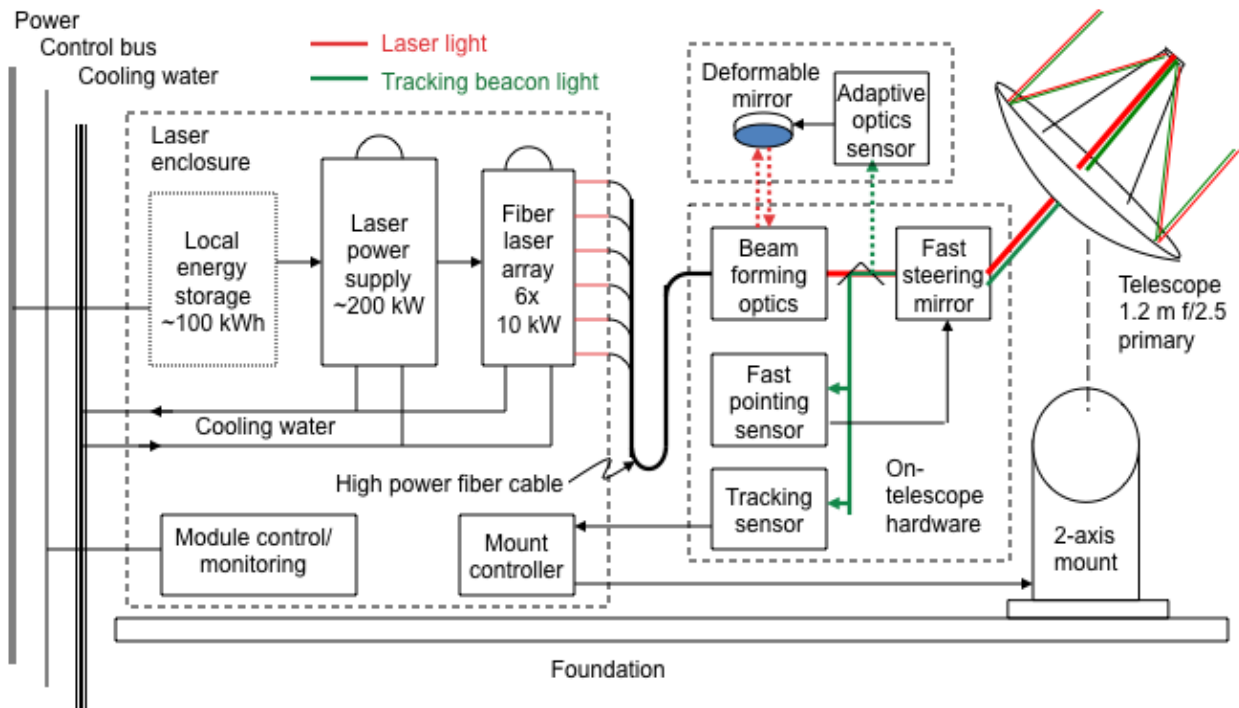 Power
Control bus
Cooling water
Laser light
Tracking beacon light
Laser
enclosure
Local
energy
storage
~100 kWh
Laser
power
supply
~200 kW
Fiber
laser
array
6x
10 kW
Cooling water
High power fiber cable
Module control/
monitoring
Mount
controller
Deformable
mirror
Adaptive
optics
sensor
Beam
forming
optics
Fast
steering
mirror
Fast
pointing
sensor
Tracking
sensor
On-
telescope
hardware
Telescope
1.2 m f/2.5
primary
2-axis
mount
Foundation